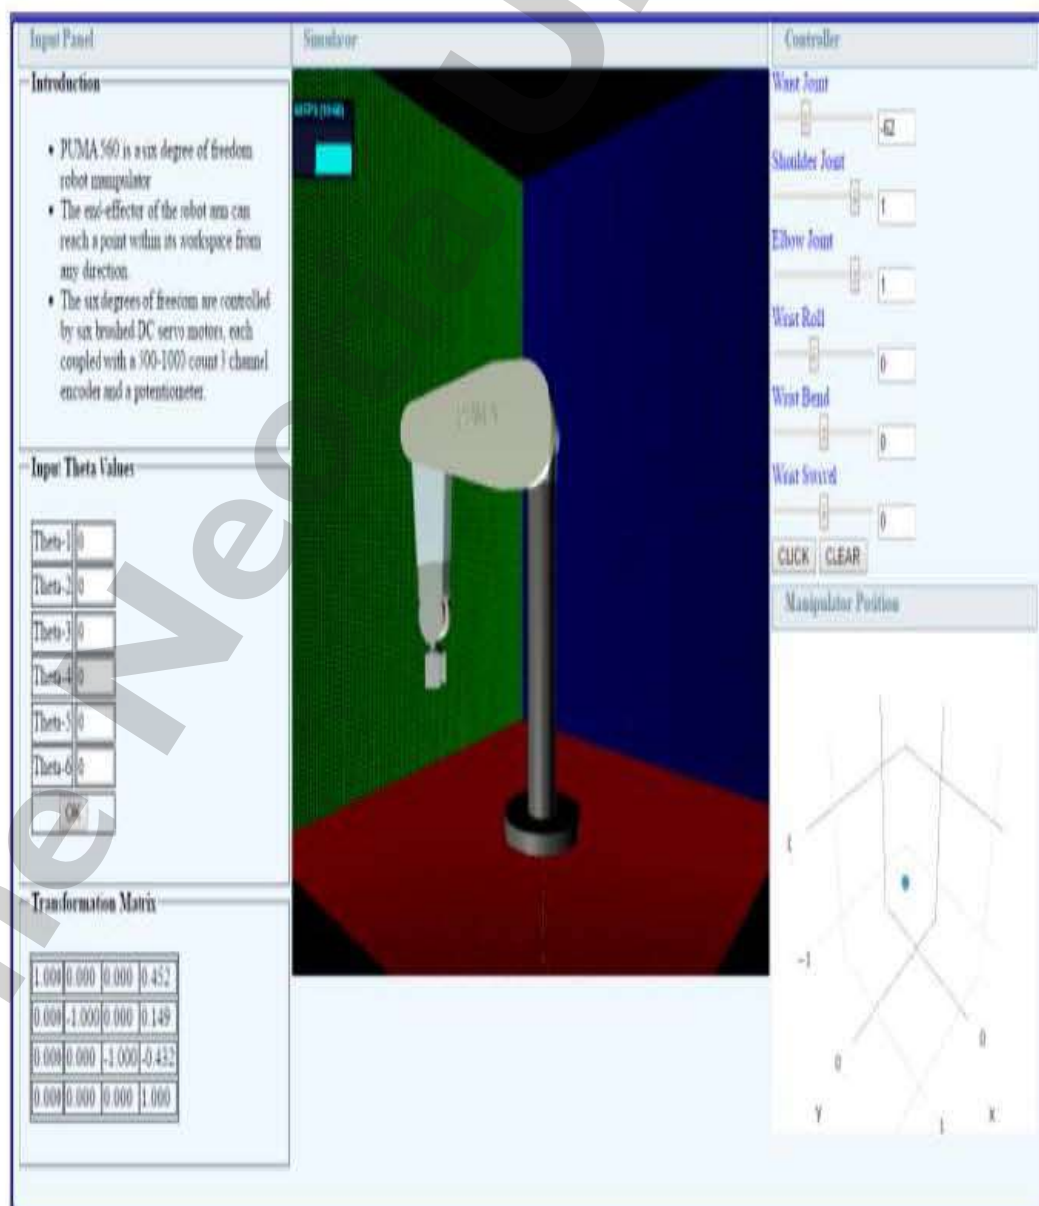 Input Panel
Introduction
• PUMA 560 is a six degree of freedom
robot manipulator
• The end-effector of the robot arm can
reach a point within its workspace from
any direction.
• The six degrees of freedom are controlled
by six brushed DC servo motors, each
coupled with a 500-1000 count 3 channel
encoder and a potentiometer.
Input Theta Values
Theta-1 0
Theta-2 0
Theta-3 0
Theta-4 0
Theta-5 0
Theta-6 0
OK
Transformation Matrix
1.000 0.000 0.000 0.452
0.000 -1.000 0.000 0.149
0.000 0.000 -1.000 -0.432
0.000 0.000 0.000 1.000
Simulator
PUMA
Controller
Waist Joint
-62
Shoulder Joint
1
Elbow Joint
1
Wrist Roll
0
Wrist Bend
0
Wrist Swivel
0
CLICK CLEAR
Manipulator Position
-1
0
0
Y
1
X